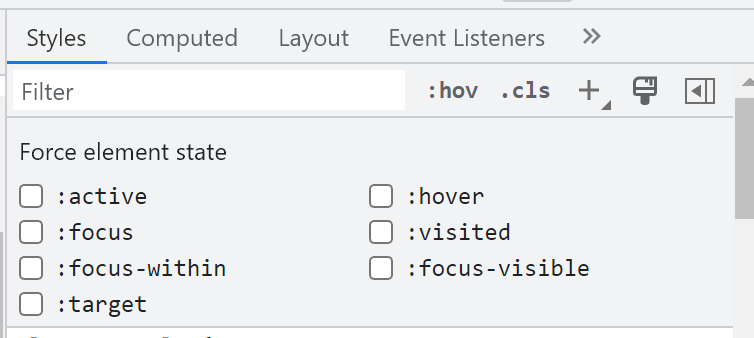 Styles Computed Layout Event Listeners »
Filter :hov .cls +
Force element state
:active :hover
:focus :visited
:focus-within :focus-visible
:target